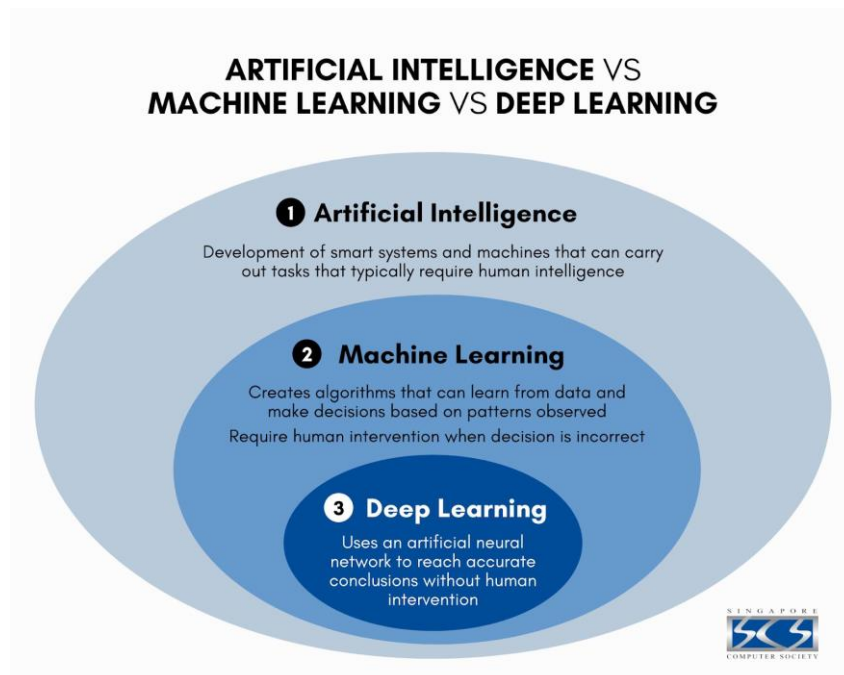 ARTIFICIAL INTELLIGENCE VS
MACHINE LEARNING VS DEEP LEARNING
1 Artificial Intelligence
Development of smart systems and machines that can carry
out tasks that typically require human intelligence
2 Machine Learning
Creates algorithms that can learn from data and
make decisions based on patterns observed
Require human intervention when decision is incorrect
3 Deep Learning
Uses an artificial neural
network to reach accurate
conclusions without human
intervention
SINGAPORE
SCS
COMPUTER SOCIETY